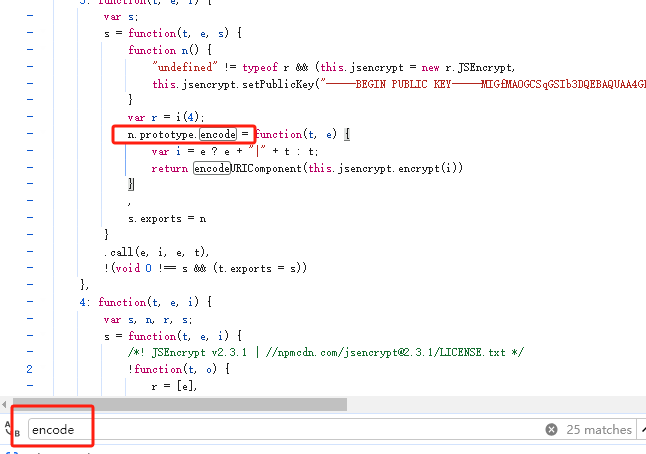 3: function(t, e, i) {
var s;
s = function(t, e, s) {
function n() {
"undefined" != typeof r && (this.jsencrypt = new r.JSEncrypt,
this.jsencrypt.setPublicKey("-----BEGIN PUBLIC KEY-----MIGfMA0GCSqGSIb3DQEBAQUAA4G
}
var r = i(4);
n.prototype.encode = function(t, e) {
var i = e ? e + "|" + t : t;
return encodeURIComponent(this.jsencrypt.encrypt(i))
}
,
s.exports = n
}
.call(e, i, e, t),
!(void 0 !== s && (t.exports = s))
},
4: function(t, e, i) {
var s, n, r, s;
s = function(t, e, i) {
/*! JSEncrypt v2.3.1 | //npmcdn.com/jsencrypt@2.3.1/LICENSE.txt */
2 !function(t, o) {
r = [e],
encode 25 matches